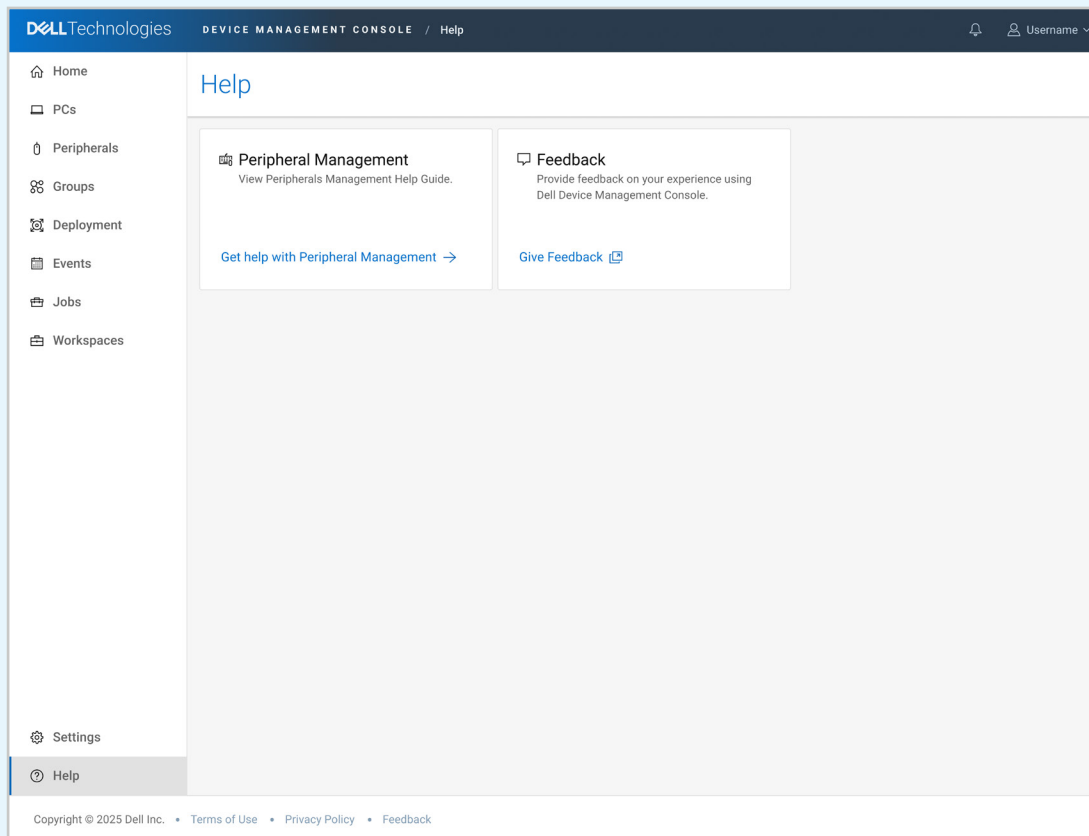 DELLTechnologies DEVICE MANAGEMENT CONSOLE / Help Username
Home
PCs
Peripherals
Groups
Deployment
Events
Jobs
Workspaces
Settings
Help
Help
Peripheral Management
View Peripherals Management Help Guide.
Get help with Peripheral Management →
Feedback
Provide feedback on your experience using
Dell Device Management Console.
Give Feedback
Copyright © 2025 Dell Inc. • Terms of Use • Privacy Policy • Feedback